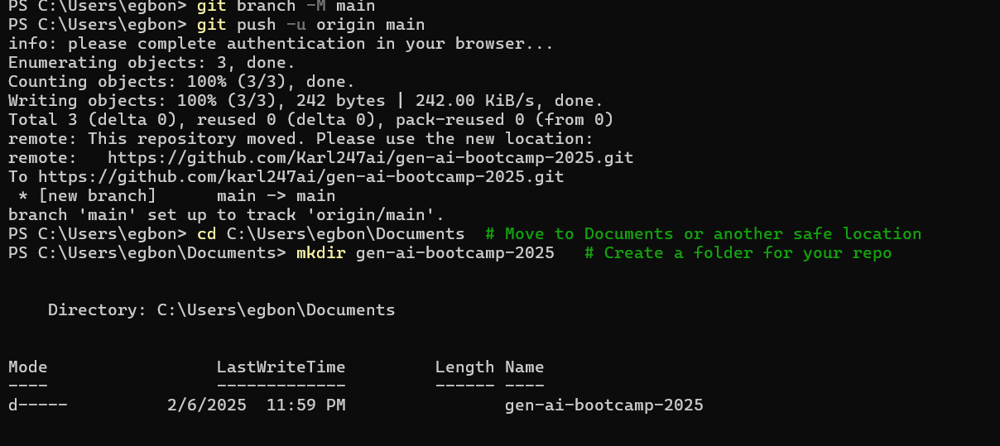 PS C:\Users\egbon> git branch -M main
PS C:\Users\egbon> git push -u origin main
info: please complete authentication in your browser...
Enumerating objects: 3, done.
Counting objects: 100% (3/3), done.
Writing objects: 100% (3/3), 242 bytes | 242.00 KiB/s, done.
Total 3 (delta 0), reused 0 (delta 0), pack-reused 0 (from 0)
remote: This repository moved. Please use the new location:
remote:   https://github.com/Karl247ai/gen-ai-bootcamp-2025.git
To https://github.com/karl247ai/gen-ai-bootcamp-2025.git
 * [new branch]      main -> main
branch 'main' set up to track 'origin/main'.
PS C:\Users\egbon> cd C:\Users\egbon\Documents  # Move to Documents or another safe location
PS C:\Users\egbon\Documents> mkdir gen-ai-bootcamp-2025   # Create a folder for your repo
    Directory: C:\Users\egbon\Documents
Mode                 LastWriteTime         Length Name
----                 -------------         ------ ----
d-----          2/6/2025  11:59 PM                gen-ai-bootcamp-2025